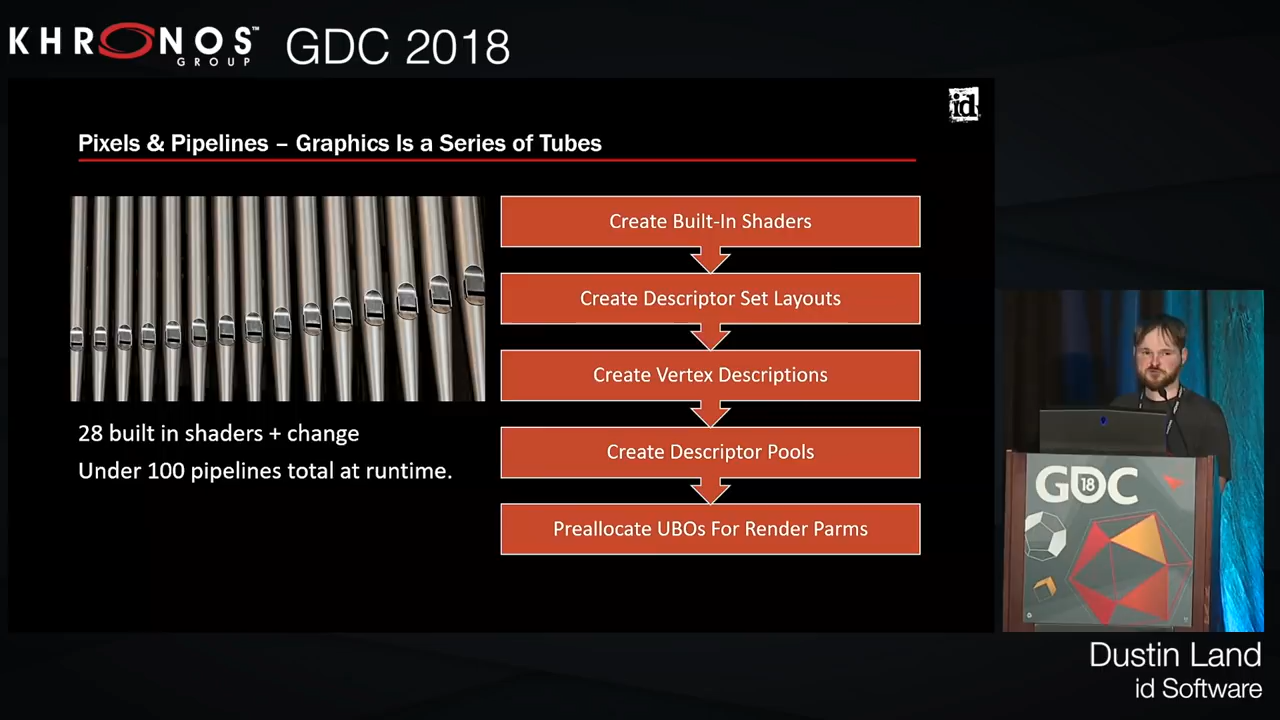 KHRONOS™
GROUP
GDC 2018
id
Pixels & Pipelines – Graphics Is a Series of Tubes
28 built in shaders + change
Under 100 pipelines total at runtime.
Create Built-In Shaders
Create Descriptor Set Layouts
Create Vertex Descriptions
Create Descriptor Pools
Preallocate UBOs For Render Parms
GDC
18
Dustin Land
id Software